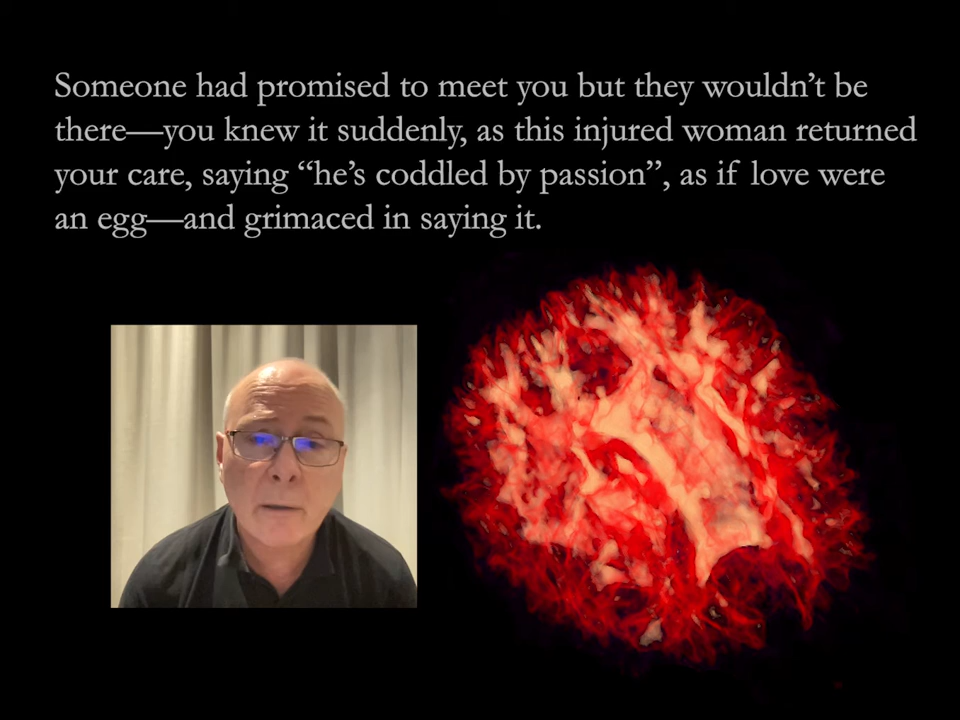 Someone had promised to meet you but they wouldn’t be
there—you knew it suddenly, as this injured woman returned
your care, saying “he’s coddled by passion”, as if love were
an egg—and grimaced in saying it.